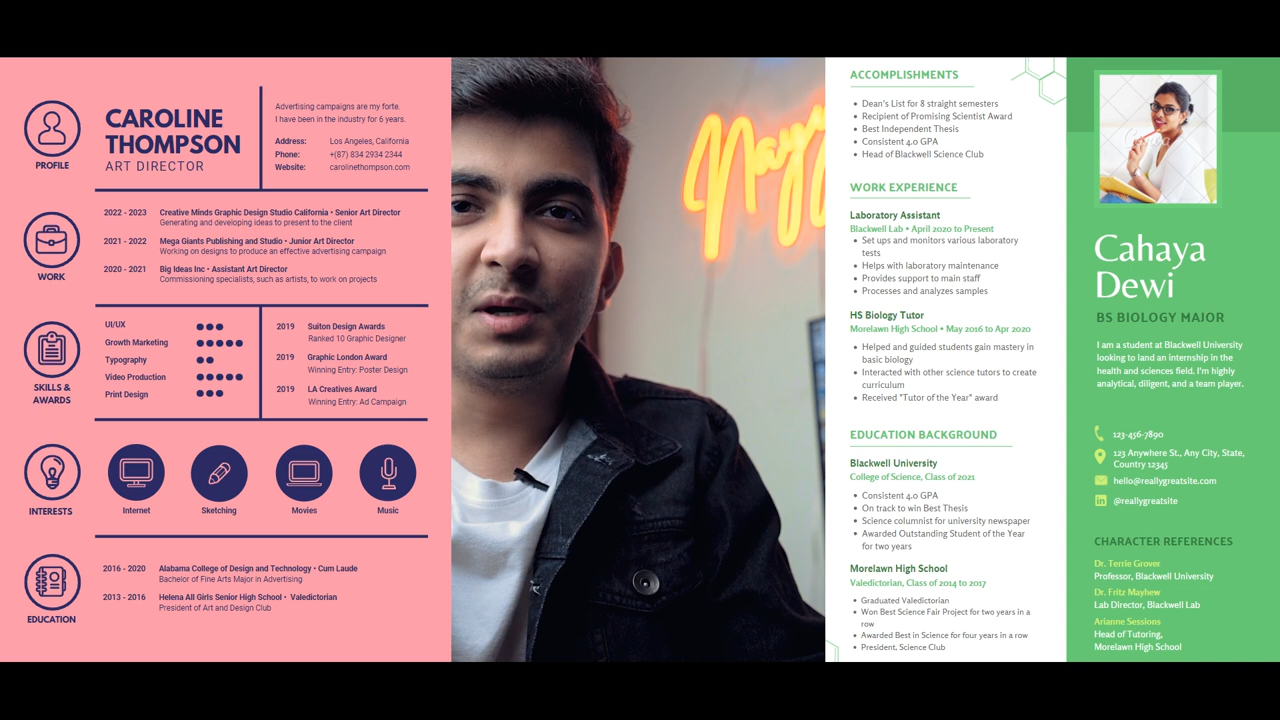 PROFILE
CAROLINE
THOMPSON
ART DIRECTOR
Advertising campaigns are my forte.
I have been in the industry for 6 years.
Address: Los Angeles, California
Phone: +(87) 834 2934 2344
Website: carolinethompson.com
WORK
2022 - 2023 Creative Minds Graphic Design Studio California • Senior Art Director
Generating and developing ideas to present to the client
2021 - 2022 Mega Giants Publishing and Studio • Junior Art Director
Working on designs to produce an effective advertising campaign
2020 - 2021 Big Ideas Inc • Assistant Art Director
Commissioning specialists, such as artists, to work on projects
SKILLS &
AWARDS
UI/UX
Growth Marketing
Typography
Video Production
Print Design
2019 Suiton Design Awards
Ranked 10 Graphic Designer
2019 Graphic London Award
Winning Entry: Poster Design
2019 LA Creatives Award
Winning Entry: Ad Campaign
INTERESTS
Internet
Sketching
Movies
Music
EDUCATION
2016 - 2020 Alabama College of Design and Technology • Cum Laude
Bachelor of Fine Arts Major in Advertising
2013 - 2016 Helena All Girls Senior High School • Valedictorian
President of Art and Design Club
ACCOMPLISHMENTS
• Dean's List for 8 straight semesters
• Recipient of Promising Scientist Award
• Best Independent Thesis
• Consistent 4.0 GPA
• Head of Blackwell Science Club
WORK EXPERIENCE
Laboratory Assistant
Blackwell Lab • April 2020 to Present
• Set ups and monitors various laboratory
tests
• Helps with laboratory maintenance
• Provides support to main staff
• Processes and analyzes samples
HS Biology Tutor
Morelawn High School • May 2016 to Apr 2020
• Helped and guided students gain mastery in
basic biology
• Interacted with other science tutors to create
curriculum
• Received "Tutor of the Year" award
EDUCATION BACKGROUND
Blackwell University
College of Science, Class of 2021
• Consistent 4.0 GPA
• On track to win Best Thesis
• Science columnist for university newspaper
• Awarded Outstanding Student of the Year
for two years
Morelawn High School
Valedictorian, Class of 2014 to 2017
• Graduated Valedictorian
• Won Best Science Fair Project for two years in a
row
• Awarded Best in Science for four years in a row
• President, Science Club
Cahaya
Dewi
BS BIOLOGY MAJOR
I am a student at Blackwell University
looking to land an internship in the
health and sciences field. I'm highly
analytical, diligent, and a team player.
123-456-7890
123 Anywhere St., Any City, State,
Country 12345
hello@reallygreatsite.com
@reallygreatsite
CHARACTER REFERENCES
Dr. Terrie Grover
Professor, Blackwell University
Dr. Fritz Mayhew
Lab Director, Blackwell Lab
Arianne Sessions
Head of Tutoring,
Morelawn High School